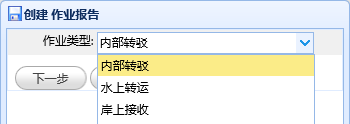 创建 作业报告
作业类型: 内部转驳
内部转驳
下一步
水上转运
岸上接收